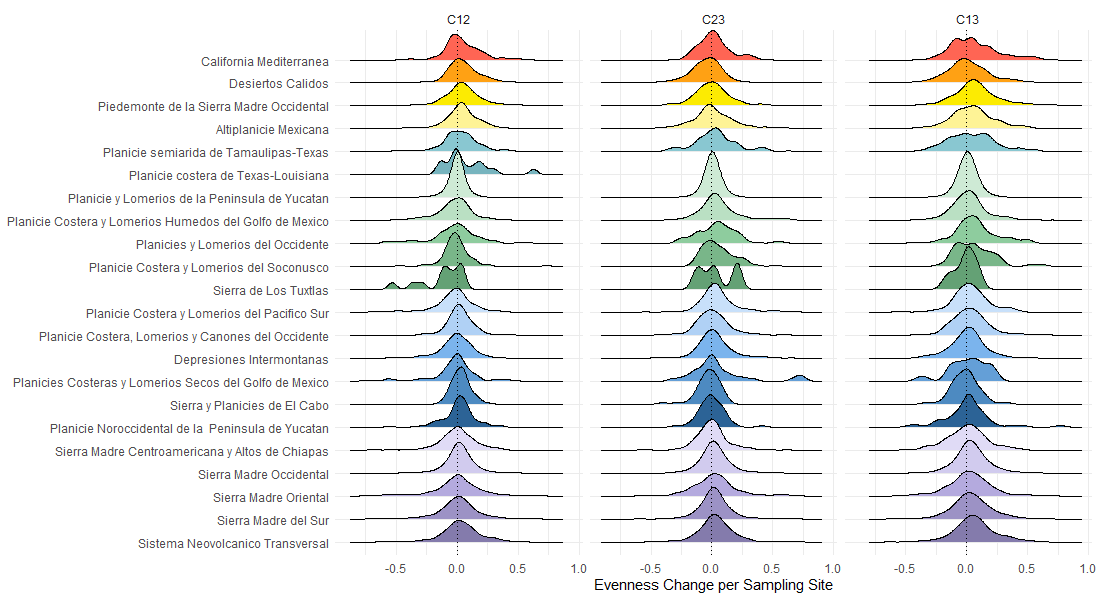 C12 C23 C13
California Mediterranea
Desiertos Calidos
Piedemonte de la Sierra Madre Occidental
Altiplanicie Mexicana
Planicie semiarida de Tamaulipas-Texas
Planicie costera de Texas-Louisiana
Planicie y Lomerios de la Peninsula de Yucatan
Planicie Costera y Lomerios Humedos del Golfo de Mexico
Planicies y Lomerios del Occidente
Planicie Costera y Lomerios del Soconusco
Sierra de Los Tuxtlas
Planicie Costera y Lomerios del Pacifico Sur
Planicie Costera, Lomerios y Canones del Occidente
Depresiones Intermontanas
Planicies Costeras y Lomerios Secos del Golfo de Mexico
Sierra y Planicies de El Cabo
Planicie Noroccidental de la Peninsula de Yucatan
Sierra Madre Centroamericana y Altos de Chiapas
Sierra Madre Occidental
Sierra Madre Oriental
Sierra Madre del Sur
Sistema Neovolcanico Transversal
-0.5 0.0 0.5 1.0 -0.5 0.0 0.5 1.0 -0.5 0.0 0.5 1.0
Evenness Change per Sampling Site